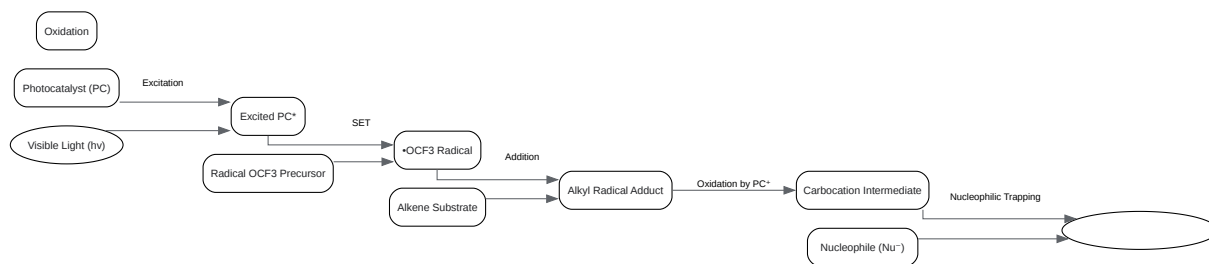 Oxidation
Photocatalyst (PC)
Excitation
Visible Light (hv)
Excited PC*
SET
Radical OCF3 Precursor
•OCF3 Radical
Addition
Alkene Substrate
Alkyl Radical Adduct
Oxidation by PC⁺
Carbocation Intermediate
Nucleophilic Trapping
Nucleophile (Nu⁻)